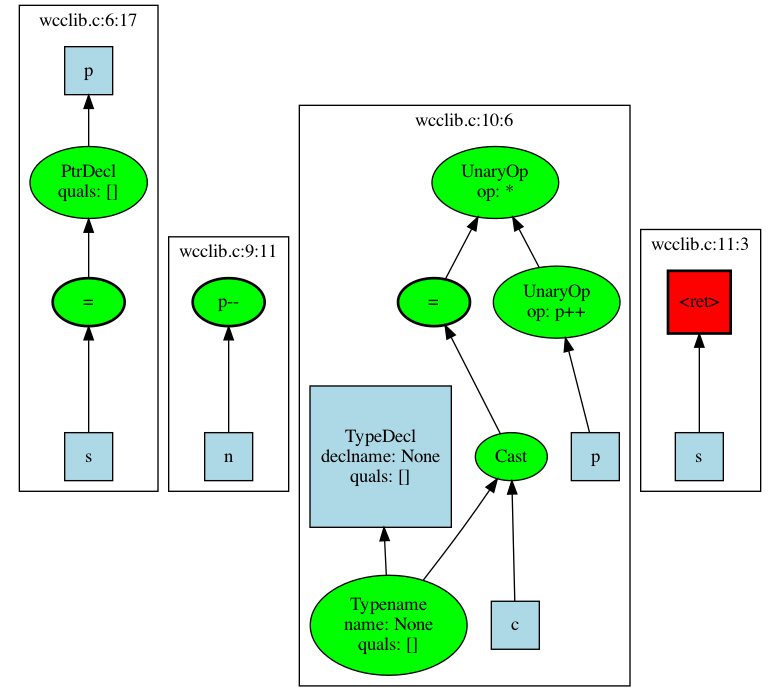 wcclib.c:6:17
p
PtrDecl
quals: []
=
s
wcclib.c:9:11
p--
n
wcclib.c:10:6
UnaryOp
op: *
=
UnaryOp
op: p++
TypeDecl
declname: None
quals: []
Cast
p
Typename
name: None
quals: []
c
wcclib.c:11:3
<ret>
s